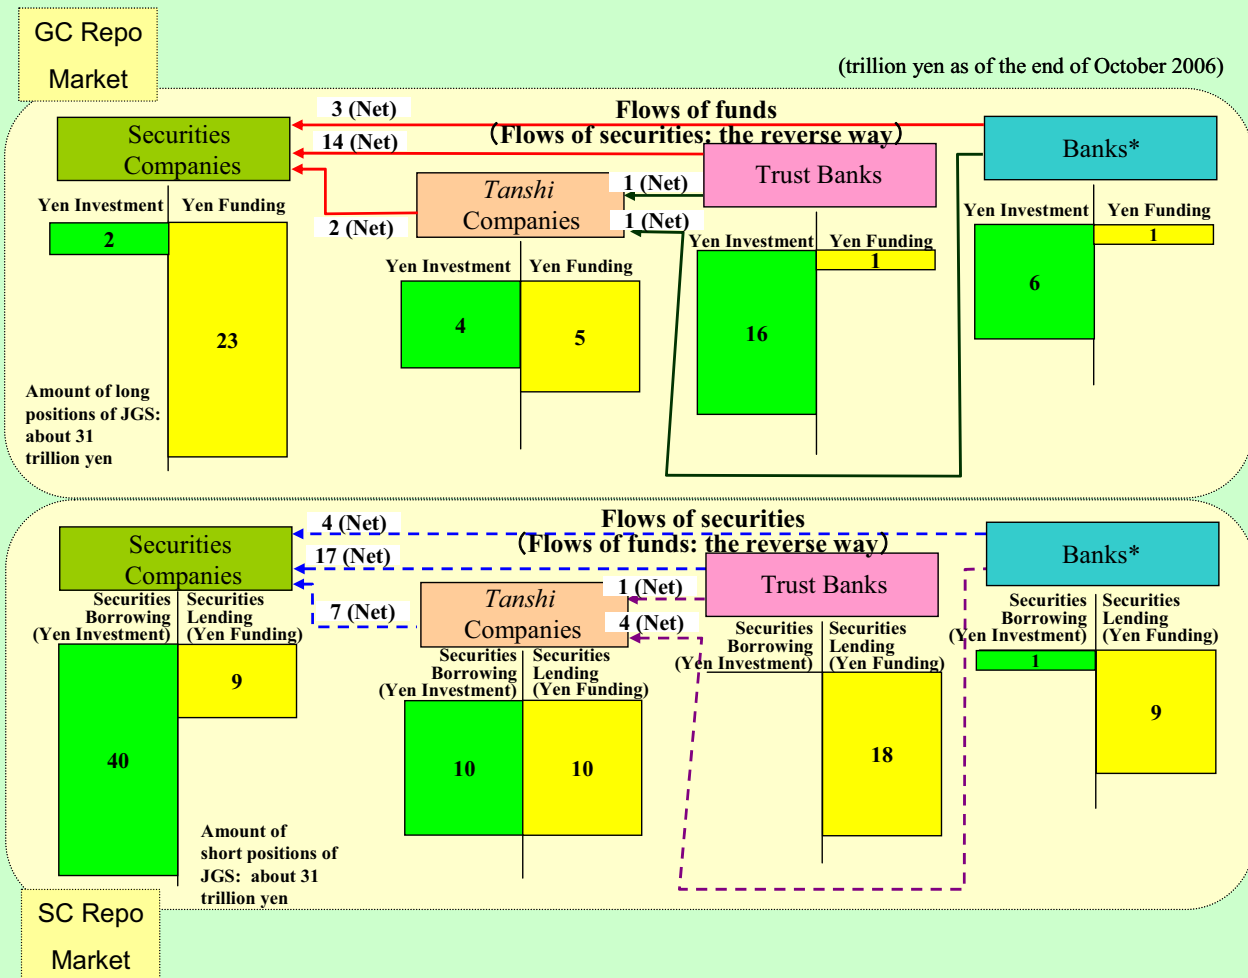 GC Repo
Market
(trillion yen as of the end of October 2006)
3 (Net)
Flows of funds
(Flows of securities: the reverse way)
14 (Net)
Securities
Companies
Banks*
Trust Banks
Tanshi
Companies
1 (Net)
1 (Net)
2 (Net)
Yen Investment
Yen Funding
2
23
Yen Investment
Yen Funding
4
5
Yen Investment
Yen Funding
16
1
Yen Investment
Yen Funding
6
1
Amount of long
positions of JGS:
about 31
trillion yen
4 (Net)
Flows of securities
(Flows of funds: the reverse way)
17 (Net)
Securities
Companies
Banks*
Trust Banks
Tanshi
Companies
1 (Net)
4 (Net)
7 (Net)
Securities
Borrowing
(Yen Investment)
Securities
Lending
(Yen Funding)
40
9
Securities
Borrowing
(Yen Investment)
Securities
Lending
(Yen Funding)
10
10
Securities
Borrowing
(Yen Investment)
Securities
Lending
(Yen Funding)
18
Securities
Borrowing
(Yen Investment)
Securities
Lending
(Yen Funding)
1
9
Amount of
short positions of
JGS: about 31
trillion yen
SC Repo
Market